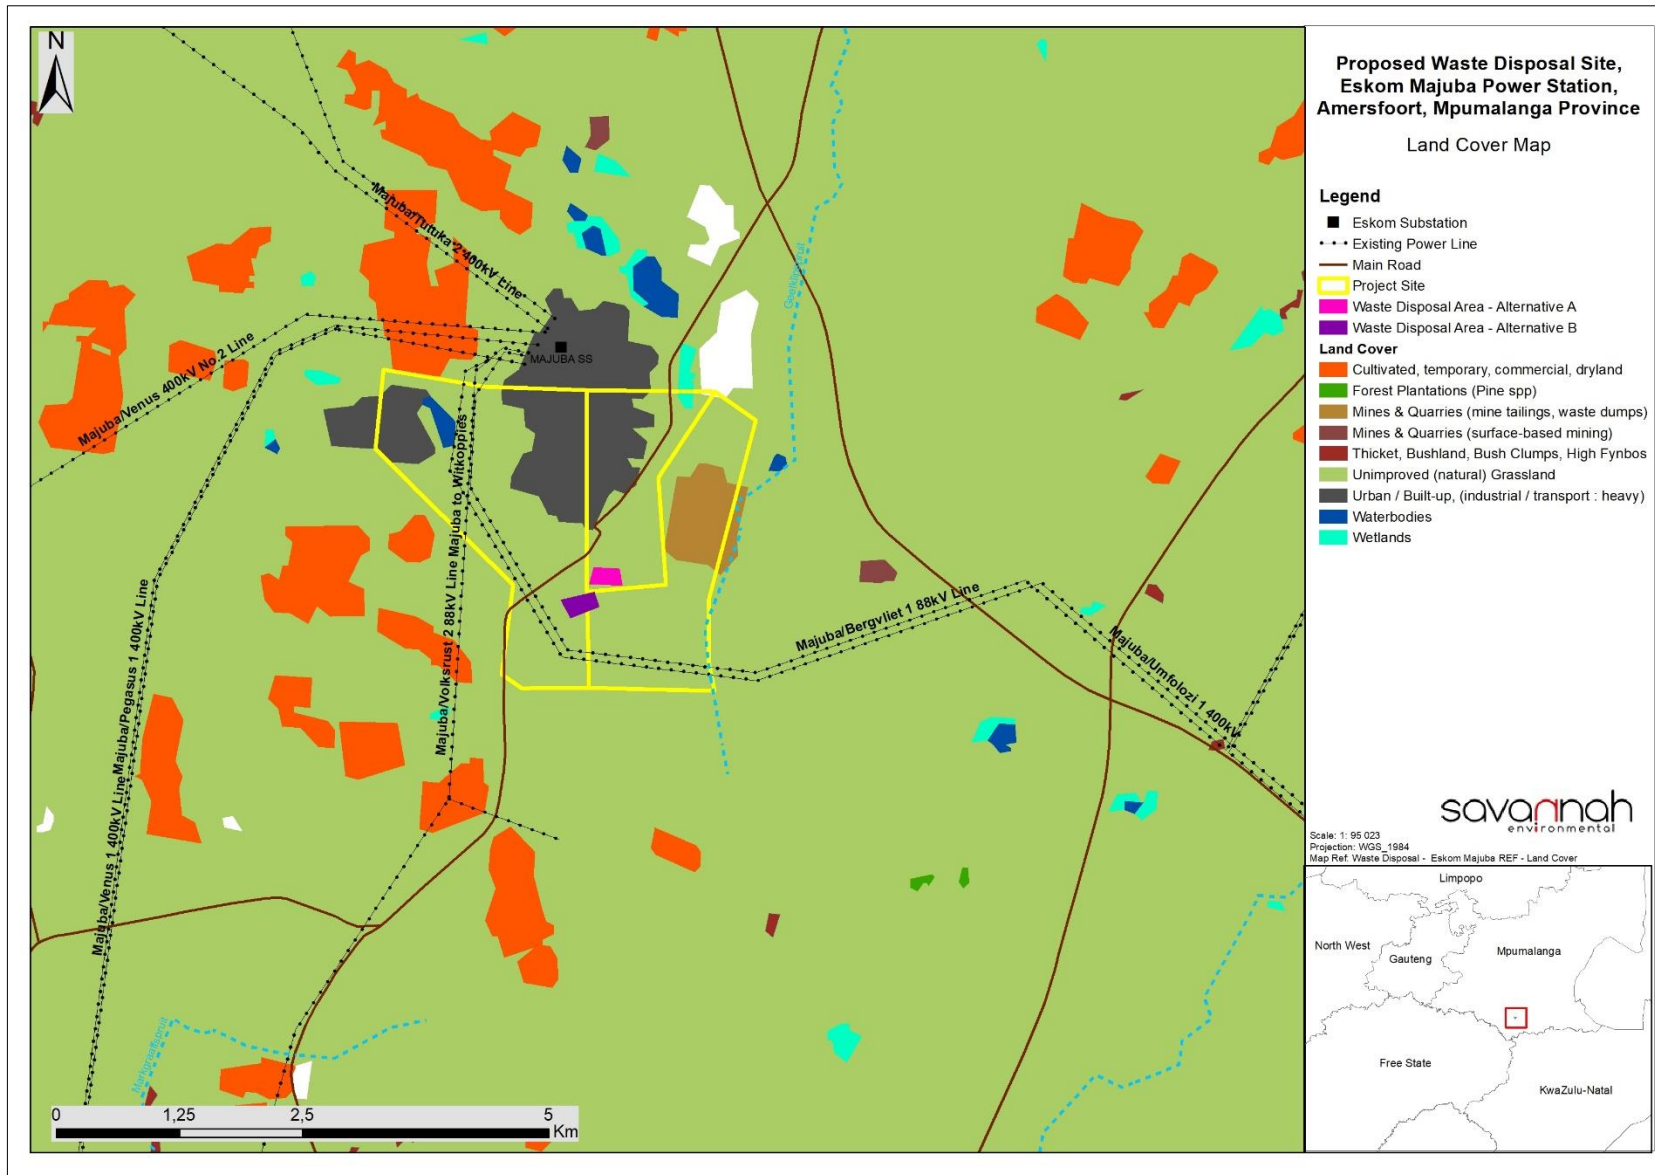 N
Majuba/Tutuka 2 400kV Line
Majuba/Venus 400kV No.2 Line
MAJUBA SS
Geelklipspruit
Majuba to Witkoppies
Majuba/Volksrust 2 88kV Line
Majuba/Pegasus 1 400kV Line
Majuba/Venus 1 400kV Line
Majuba/Bergvliet 1 88kV Line
Majuba/Umfolozi 1 400kV
0 1,25 2,5 5
Km
Proposed Waste Disposal Site,
Eskom Majuba Power Station,
Amersfoort, Mpumalanga Province
Land Cover Map
Legend
Eskom Substation
Existing Power Line
Main Road
Project Site
Waste Disposal Area - Alternative A
Waste Disposal Area - Alternative B
Land Cover
Cultivated, temporary, commercial, dryland
Forest Plantations (Pine spp)
Mines & Quarries (mine tailings, waste dumps)
Mines & Quarries (surface-based mining)
Thicket, Bushland, Bush Clumps, High Fynbos
Unimproved (natural) Grassland
Urban / Built-up, (industrial / transport : heavy)
Waterbodies
Wetlands
savannah
environmental
Scale: 1: 95 023
Projection: WGS_1984
Map Ref: Waste Disposal - Eskom Majuba REF - Land Cover
Limpopo
North West
Gauteng
Mpumalanga
Free State
KwaZulu-Natal